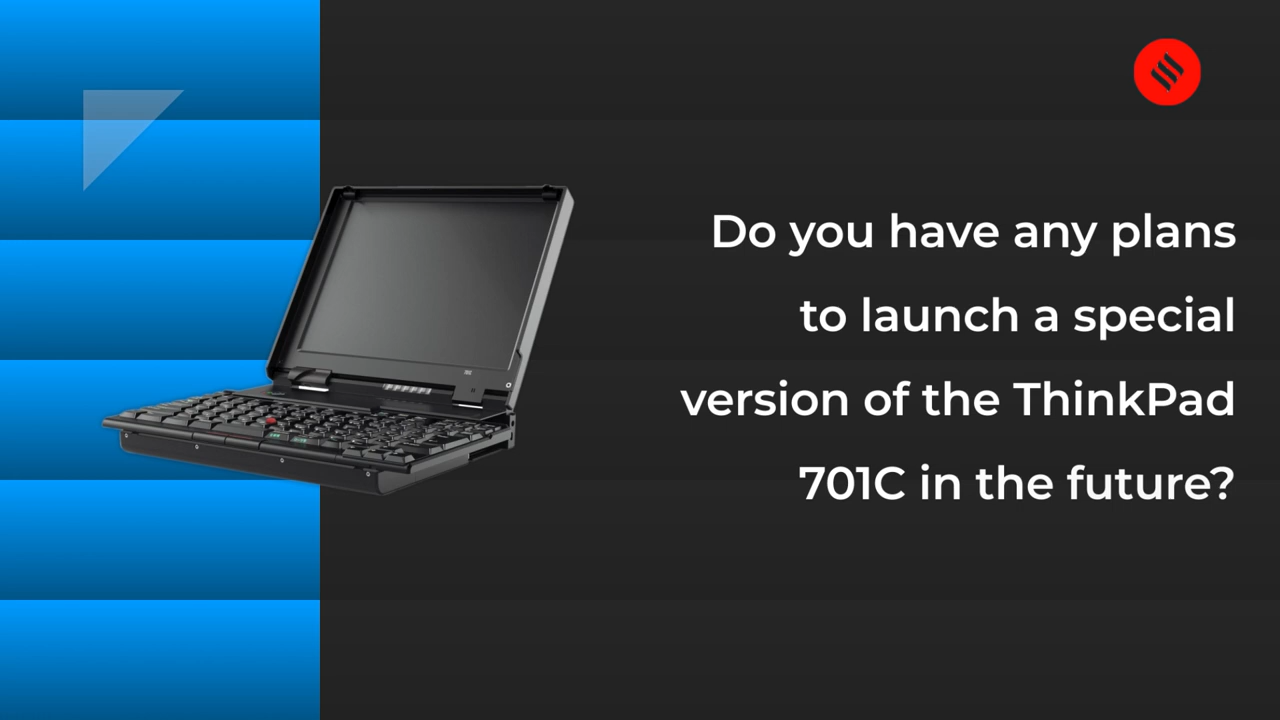 Do you have any plans
to launch a special
version of the ThinkPad
701C in the future?